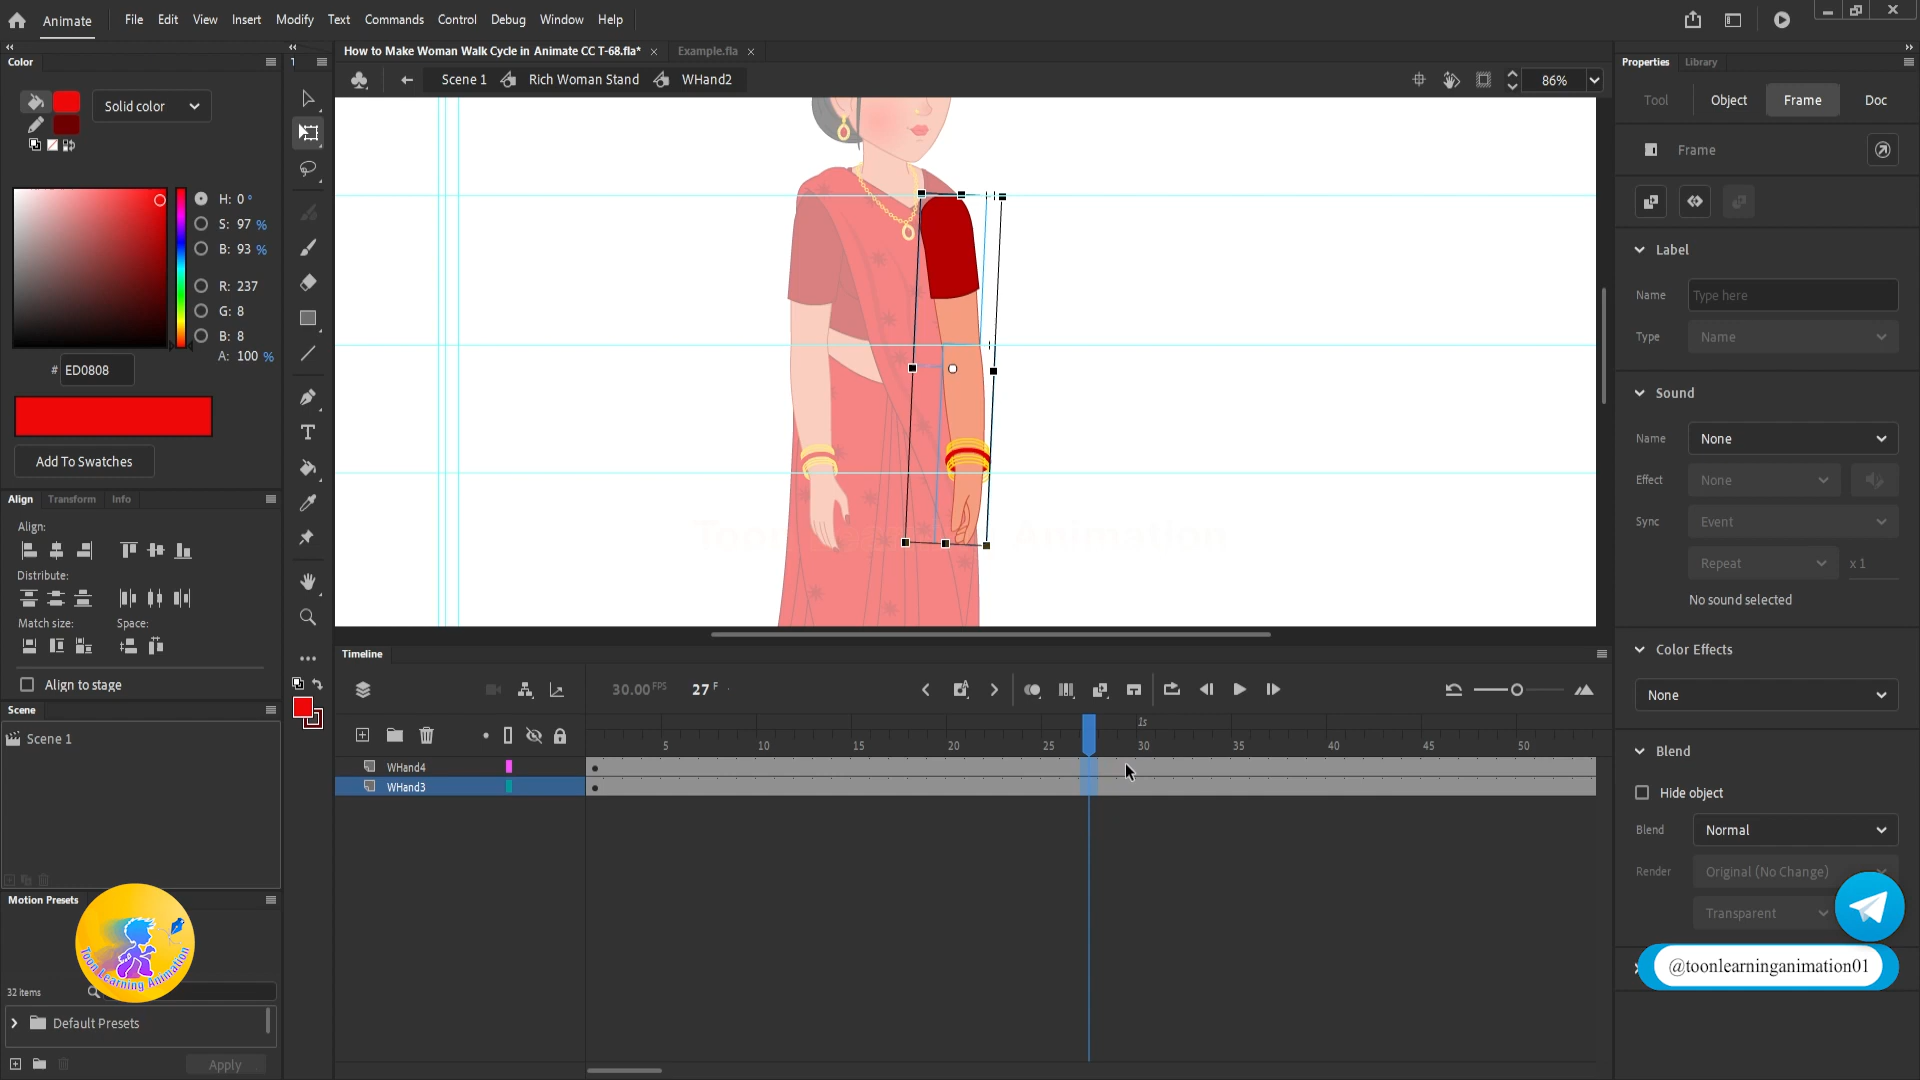 Animate
File Edit View Insert Modify Text Commands Control Debug Window Help
Color
How to Make Woman Walk Cycle in Animate CC T-68.fla*
Example.fla
Properties Library
Scene 1
Rich Woman Stand
WHand2
86%
Solid color
Tool Object Frame Doc
Frame
H: 0 °
S: 97 %
B: 93 %
R: 237
G: 8
B: 8
A: 100 %
# ED0808
Add To Swatches
Label
Name Type here
Type Name
Sound
Name None
Effect None
Sync Event
Repeat x 1
No sound selected
Color Effects
None
Blend
Hide object
Blend Normal
Render Original (No Change)
Transparent
@toonlearninganimation01
Align Transform Info
Align:
Distribute:
Match size: Space:
Align to stage
Scene
Scene 1
Motion Presets
Toon Learning Animation
32 items
Default Presets
Apply
Timeline
30.00 FPS 27 F
1s
5 10 15 20 25 30 35 40 45 50
WHand4
WHand3